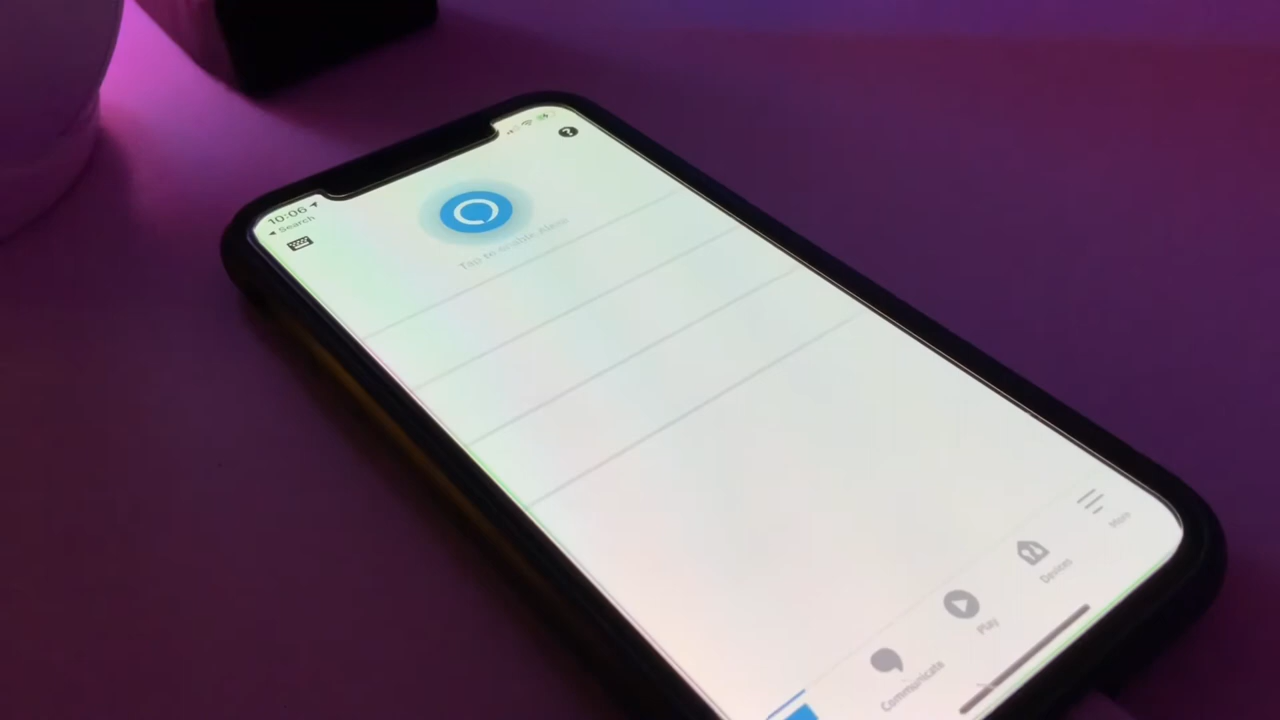 10:06
Search
?
Tap to enable Alexa
More
Devices
Play
Communicate